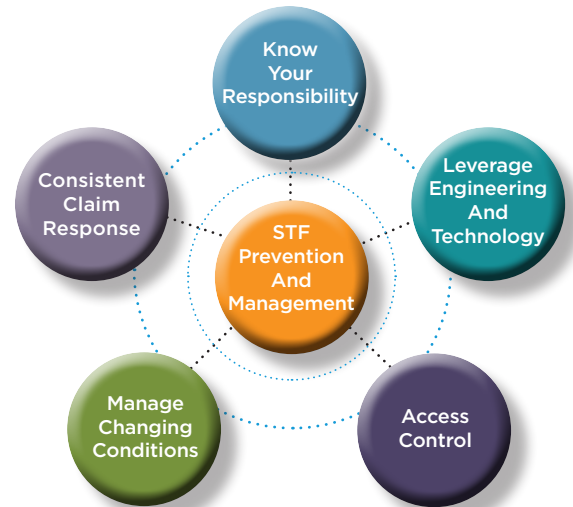 Know
Your
Responsibility
Leverage
Engineering
And
Technology
Consistent
Claim
Response
STF
Prevention
And
Management
Manage
Changing
Conditions
Access
Control